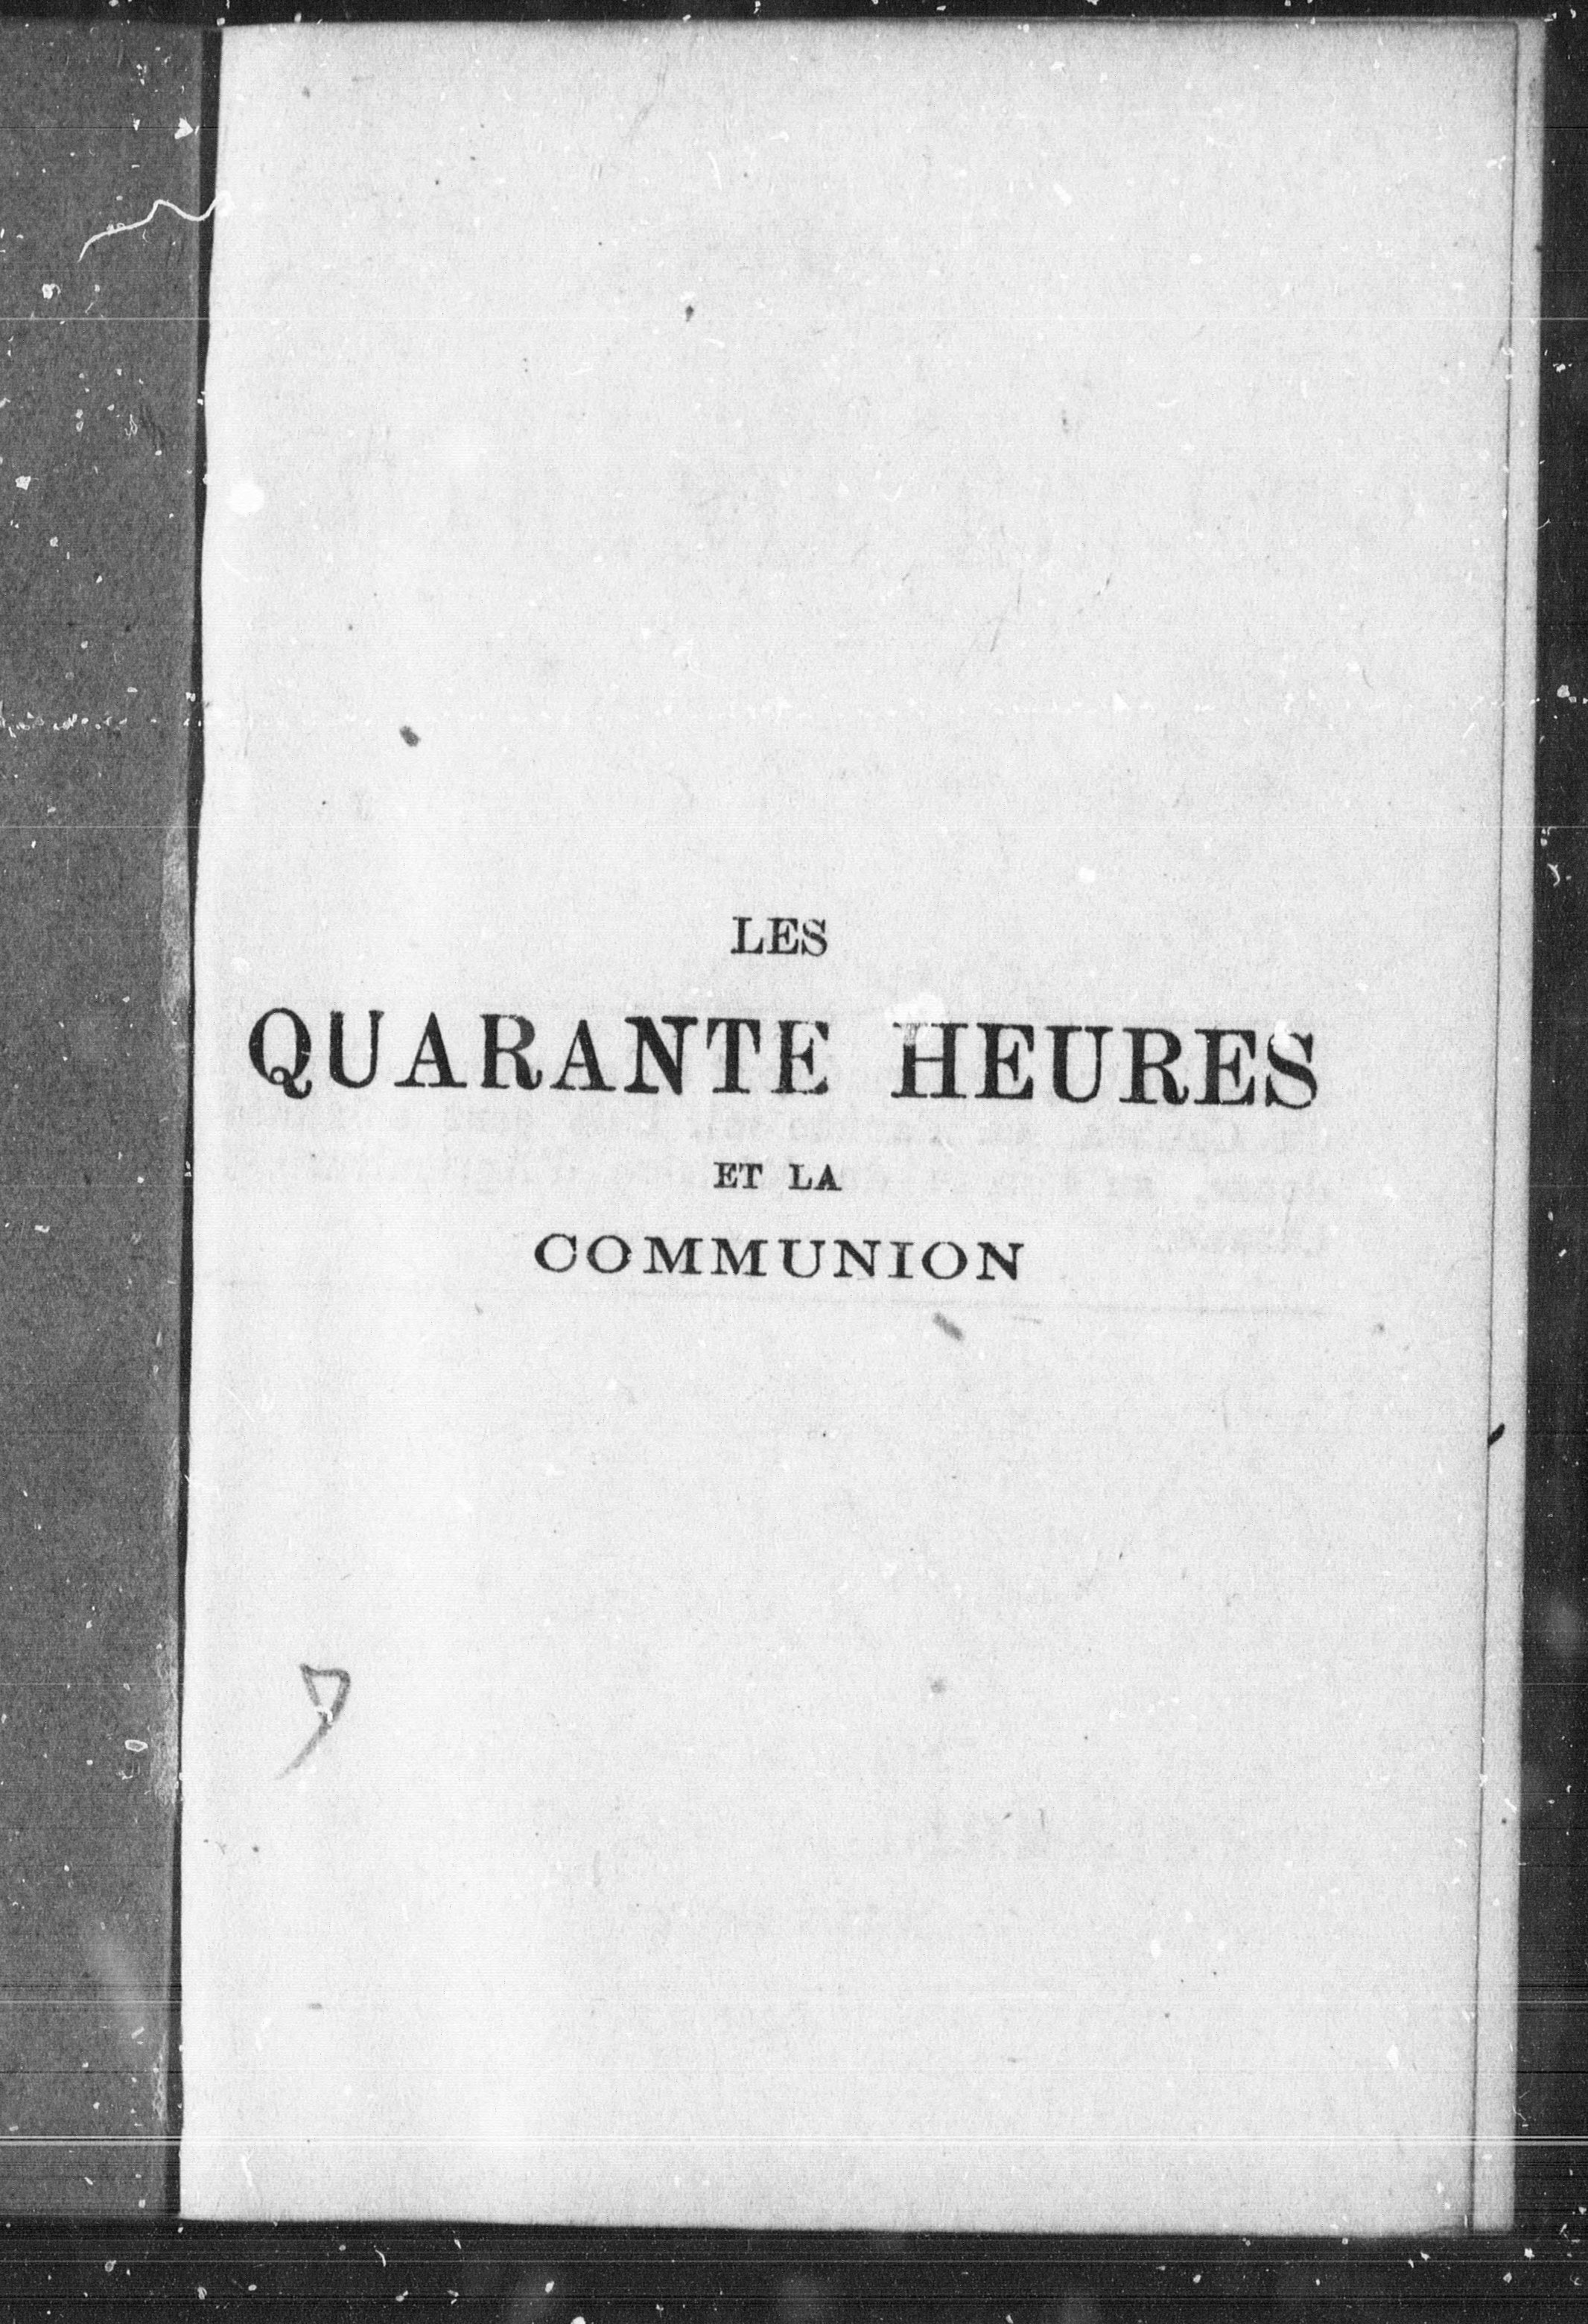 LES
QUARANTE HEURES
ET LA
COMMUNION